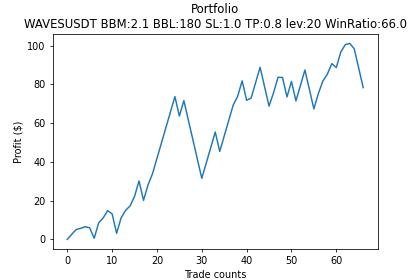 Portfolio
WAVESUSDT BBM:2.1 BBL:180 SL:1.0 TP:0.8 lev:20 WinRatio:66.0
100
80
60
40
20
0
Profit ($)
0 10 20 30 40 50 60
Trade counts